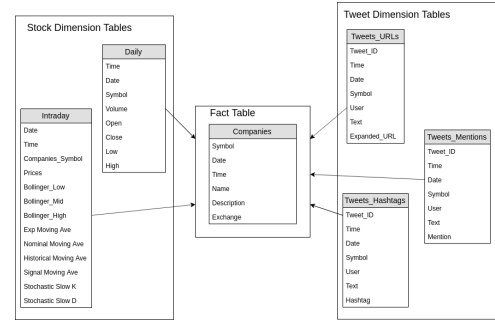 Stock Dimension Tables
Daily
Time
Date
Symbol
Volume
Open
Close
Low
High
Intraday
Date
Time
Companies_Symbol
Prices
Bollinger_Low
Bollinger_Mid
Bollinger_High
Exp Moving Ave
Nominal Moving Ave
Historical Moving Ave
Signal Moving Ave
Stochastic Slow K
Stochastic Slow D
Fact Table
Companies
Symbol
Date
Time
Name
Description
Exchange
Tweet Dimension Tables
Tweets_URLs
Tweet_ID
Time
Date
Symbol
User
Text
Expanded_URL
Tweets_Mentions
Tweet_ID
Time
Date
Symbol
User
Text
Mention
Tweets_Hashtags
Tweet_ID
Time
Date
Symbol
User
Text
Hashtag